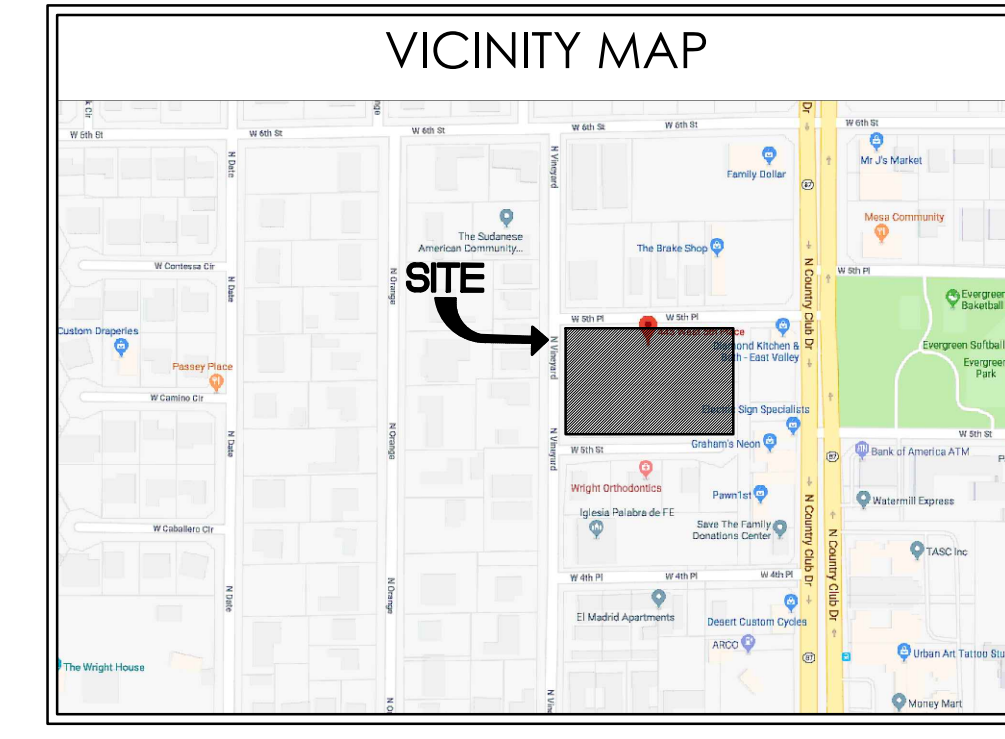 VICINITY MAP
W 6th St
W 6th St
W 6th St
W 6th St
W 6th St
W 6th St
Dr
N Date
N Vineyard
Family Dollar
87
Mr J's Market
Mesa Community
The Sudanese
American Community...
The Brake Shop
W Contessa Cir
N Date
N Orange
SITE
N Country Club Dr
W 5th Pl
Evergreen
Basketball
W 5th Pl
W 5th Pl
Custom Draperies
N Vineyard
Diamond Kitchen &
Bath - East Valley
Evergreen Softball
Evergreen
Park
Passey Place
W Camino Cir
Electric Sign Specialists
N Date
N Orange
N Vineyard
W 5th St
Graham's Neon
W 5th St
87
Bank of America ATM
Wright Orthodontics
Pawn1st
N Country Club Dr
Watermill Express
Iglesia Palabra de FE
Save The Family
Donations Center
W Caballero Cir
N Country Club Dr
TASC Inc
W 4th Pl
W 4th Pl
W 4th Pl
N Date
N Orange
El Madrid Apartments
Desert Custom Cycles
ARCO
87
The Wright House
Urban Art Tattoo Stu
Money Mart
N O
N Vine